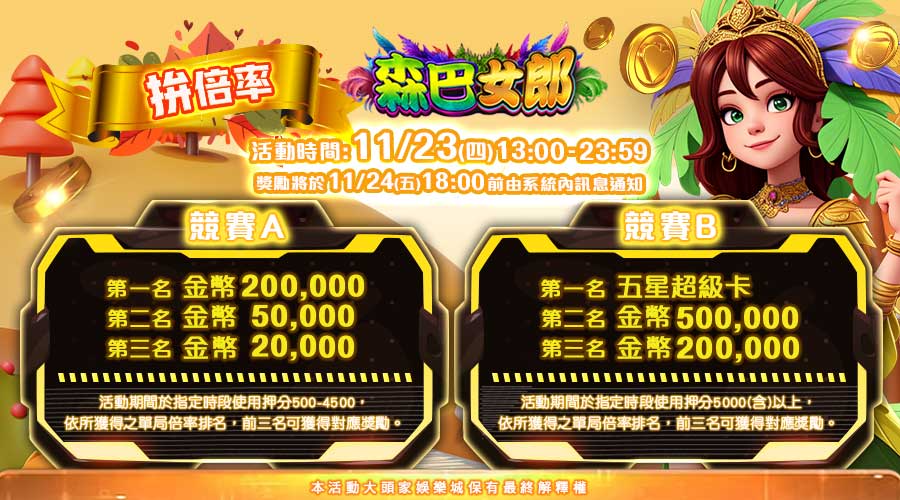 拚倍率
森巴女郎
活動時間: 11/23(四)13:00-23:59
獎勵將於11/24(五)18:00前由系統內訊息通知
競賽A
第一名 金幣 200,000
第二名 金幣 50,000
第三名 金幣 20,000
活動期間於指定時段使用押分500-4500，
依所獲得之單局倍率排名，前三名可獲得對應獎勵。
競賽B
第一名 五星超級卡
第二名 金幣 500,000
第三名 金幣 200,000
活動期間於指定時段使用押分5000(含)以上，
依所獲得之單局倍率排名，前三名可獲得對應獎勵。
本活動大頭家娛樂城保有最終解釋權